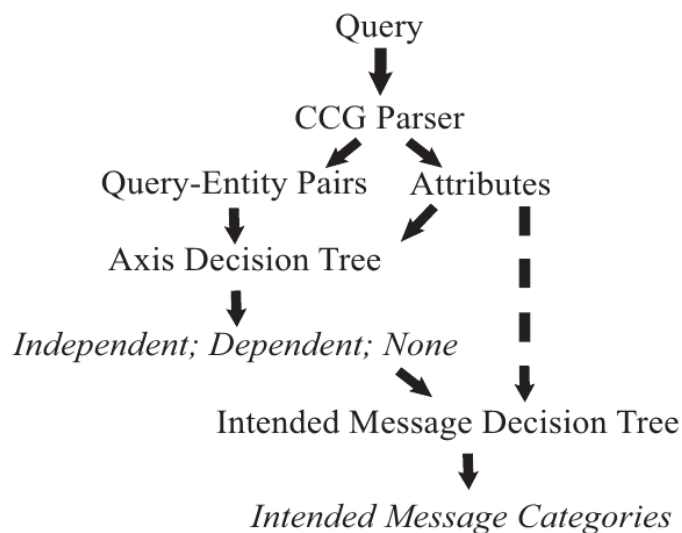 Query
CCG Parser
Query-Entity Pairs Attributes
Axis Decision Tree
Independent; Dependent; None
Intended Message Decision Tree
Intended Message Categories